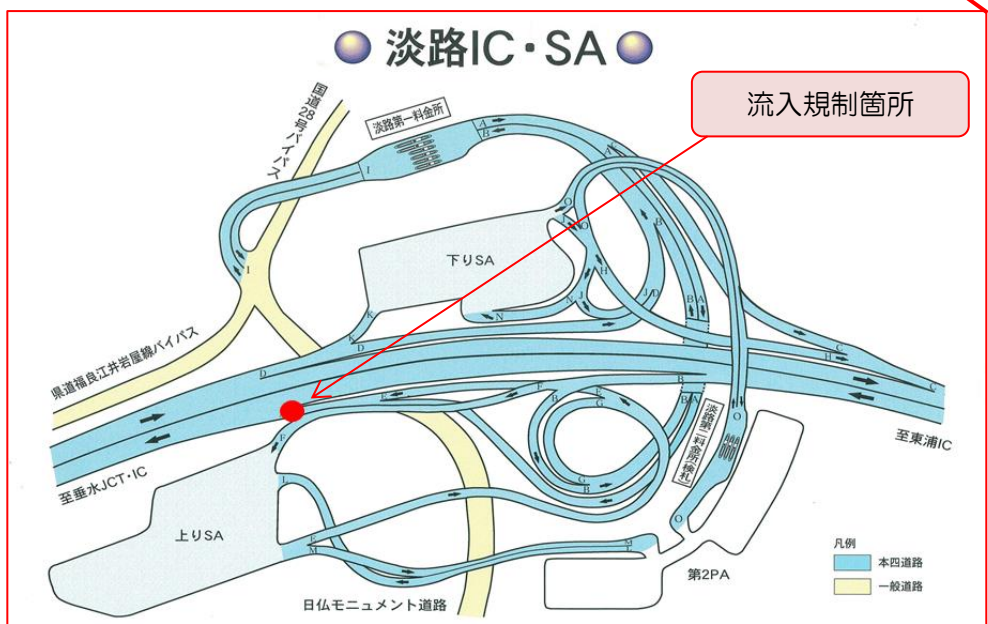 淡路IC・SA
流入規制箇所
国道28号バイパス
淡路第一料金所
A
B
I
A
O
I
O
B
下りSA
H
I
J
N
J
D
N
B
A
K
D
県道福良江井岩屋線バイパス
C
H
D
C
B
F
E
E
B
G
B
A
O
F
淡路第二料金所(検札)
至東浦IC
至垂水JCT・IC
G
B
L
上りSA
O
E
M
M
L
第2PA
日仏モニュメント道路
凡例
本四道路
一般道路